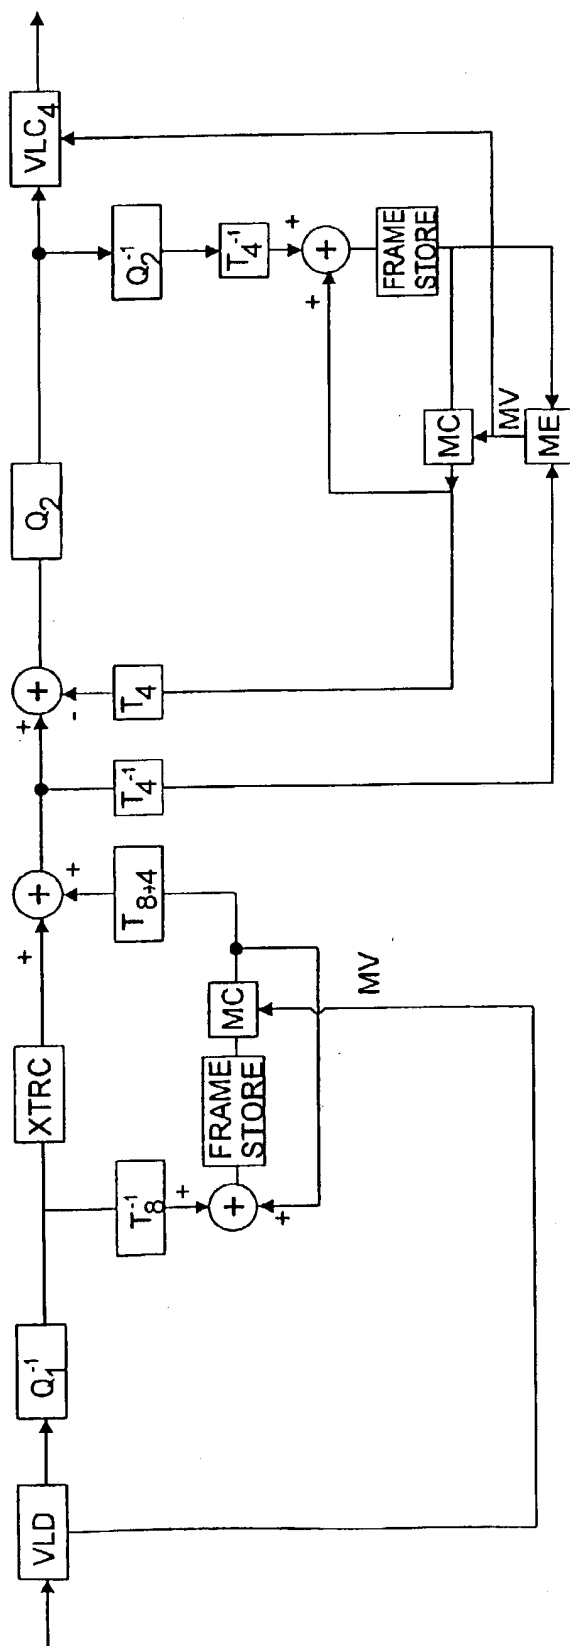 VLD
Q₁⁻¹
XTRC
+
+
+
T₈⁻¹
+
+
+
FRAME
STORE
MC
MV
T₈→₄
T₄⁻¹
+
-
+
T₄
Q₂
VLC₄
Q₂⁻¹
T₄⁻¹
+
+
+
FRAME
STORE
MC
MV
ME